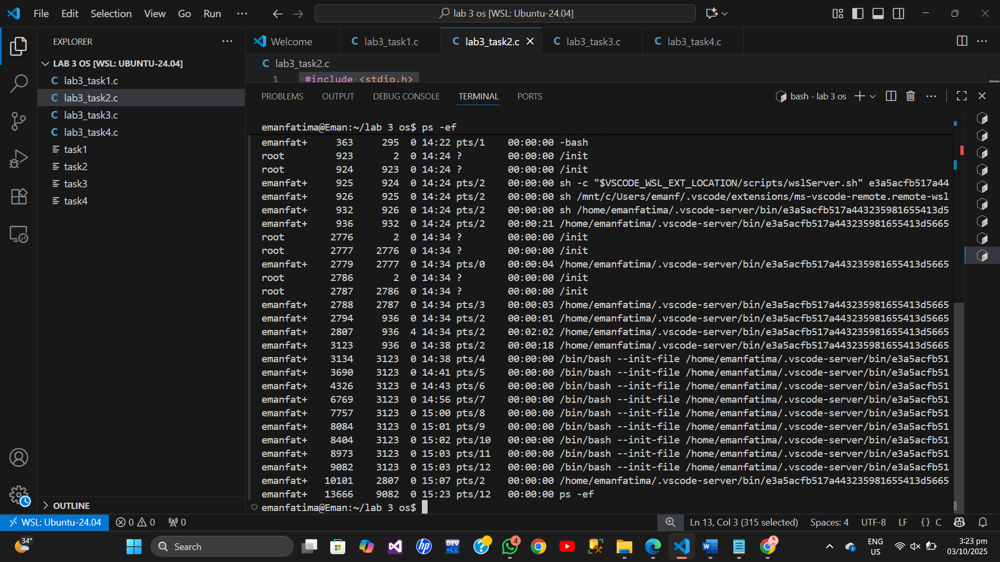 File Edit Selection View Go Run ··· lab 3 os [WSL: Ubuntu-24.04]
EXPLORER ···
Welcome C lab3_task1.c C lab3_task2.c C lab3_task3.c C lab3_task4.c ···
LAB 3 OS [WSL: UBUNTU-24.04]
C lab3_task1.c
C lab3_task2.c
C lab3_task3.c
C lab3_task4.c
task1
task2
task3
task4
OUTLINE
C lab3_task2.c
1 #include <stdio.h>
PROBLEMS OUTPUT DEBUG CONSOLE TERMINAL PORTS bash - lab 3 os ···
emanfatima@Eman:~/lab 3 os$ ps -ef
emanfat+ 363 295 0 14:22 pts/1 00:00:00 -bash
root 923 2 0 14:24 ? 00:00:00 /init
root 924 923 0 14:24 ? 00:00:00 /init
emanfat+ 925 924 0 14:24 pts/2 00:00:00 sh -c "$VSCODE_WSL_EXT_LOCATION/scripts/wslServer.sh" e3a5acfb517a44
emanfat+ 926 925 0 14:24 pts/2 00:00:00 sh /mnt/c/Users/emanf/.vscode/extensions/ms-vscode-remote.remote-wsl
emanfat+ 932 926 0 14:24 pts/2 00:00:00 sh /home/emanfatima/.vscode-server/bin/e3a5acfb517a443235981655413d5
emanfat+ 936 932 0 14:24 pts/2 00:00:21 /home/emanfatima/.vscode-server/bin/e3a5acfb517a443235981655413d5665
root 2776 2 0 14:34 ? 00:00:00 /init
root 2777 2776 0 14:34 ? 00:00:00 /init
emanfat+ 2779 2777 0 14:34 pts/0 00:00:04 /home/emanfatima/.vscode-server/bin/e3a5acfb517a443235981655413d5665
root 2786 2 0 14:34 ? 00:00:00 /init
root 2787 2786 0 14:34 ? 00:00:00 /init
emanfat+ 2788 2787 0 14:34 pts/3 00:00:03 /home/emanfatima/.vscode-server/bin/e3a5acfb517a443235981655413d5665
emanfat+ 2794 936 0 14:34 pts/2 00:00:01 /home/emanfatima/.vscode-server/bin/e3a5acfb517a443235981655413d5665
emanfat+ 2807 936 4 14:34 pts/2 00:02:02 /home/emanfatima/.vscode-server/bin/e3a5acfb517a443235981655413d5665
emanfat+ 3123 936 0 14:38 pts/2 00:00:18 /home/emanfatima/.vscode-server/bin/e3a5acfb517a443235981655413d5665
emanfat+ 3134 3123 0 14:38 pts/4 00:00:00 /bin/bash --init-file /home/emanfatima/.vscode-server/bin/e3a5acfb51
emanfat+ 3690 3123 0 14:41 pts/5 00:00:00 /bin/bash --init-file /home/emanfatima/.vscode-server/bin/e3a5acfb51
emanfat+ 4326 3123 0 14:43 pts/6 00:00:00 /bin/bash --init-file /home/emanfatima/.vscode-server/bin/e3a5acfb51
emanfat+ 6769 3123 0 14:56 pts/7 00:00:00 /bin/bash --init-file /home/emanfatima/.vscode-server/bin/e3a5acfb51
emanfat+ 7757 3123 0 15:00 pts/8 00:00:00 /bin/bash --init-file /home/emanfatima/.vscode-server/bin/e3a5acfb51
emanfat+ 8084 3123 0 15:01 pts/9 00:00:00 /bin/bash --init-file /home/emanfatima/.vscode-server/bin/e3a5acfb51
emanfat+ 8404 3123 0 15:02 pts/10 00:00:00 /bin/bash --init-file /home/emanfatima/.vscode-server/bin/e3a5acfb51
emanfat+ 8973 3123 0 15:03 pts/11 00:00:00 /bin/bash --init-file /home/emanfatima/.vscode-server/bin/e3a5acfb51
emanfat+ 9082 3123 0 15:03 pts/12 00:00:00 /bin/bash --init-file /home/emanfatima/.vscode-server/bin/e3a5acfb51
emanfat+ 10101 2807 0 15:07 pts/2 00:00:00 /home/emanfatima/.vscode-server/bin/e3a5acfb517a443235981655413d5665
emanfat+ 13666 9082 0 15:23 pts/12 00:00:00 ps -ef
emanfatima@Eman:~/lab 3 os$
WSL: Ubuntu-24.04 0 0 0 Ln 13, Col 3 (315 selected) Spaces: 4 UTF-8 LF {} C
34° Search hp DEV C++ 4 ENG US 3:23 pm
03/10/2025